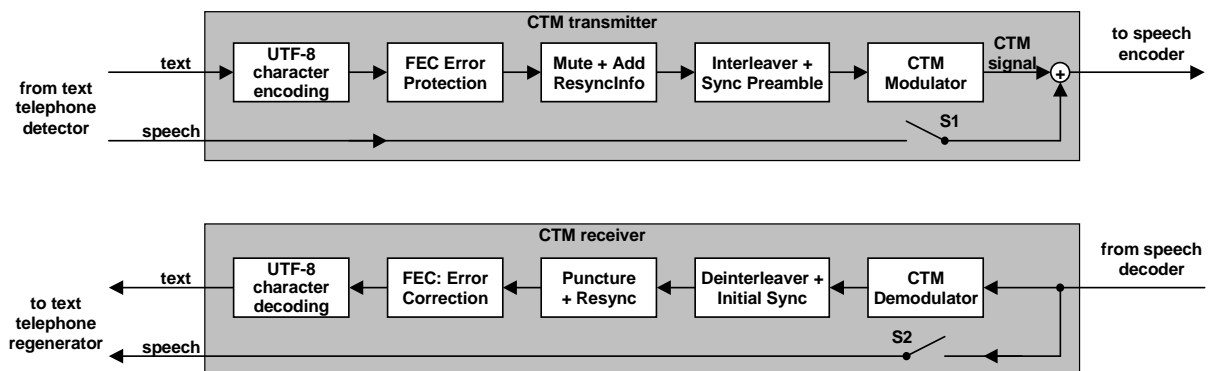 CTM transmitter
text
UTF-8
character
encoding
FEC Error
Protection
Mute + Add
ResyncInfo
Interleaver +
Sync Preamble
CTM
Modulator
CTM
signal
+
to speech
encoder
from text
telephone
detector
speech
S1
CTM receiver
text
UTF-8
character
decoding
FEC: Error
Correction
Puncture
+ Resync
Deinterleaver +
Initial Sync
CTM
Demodulator
from speech
decoder
to text
telephone
regenerator
speech
S2